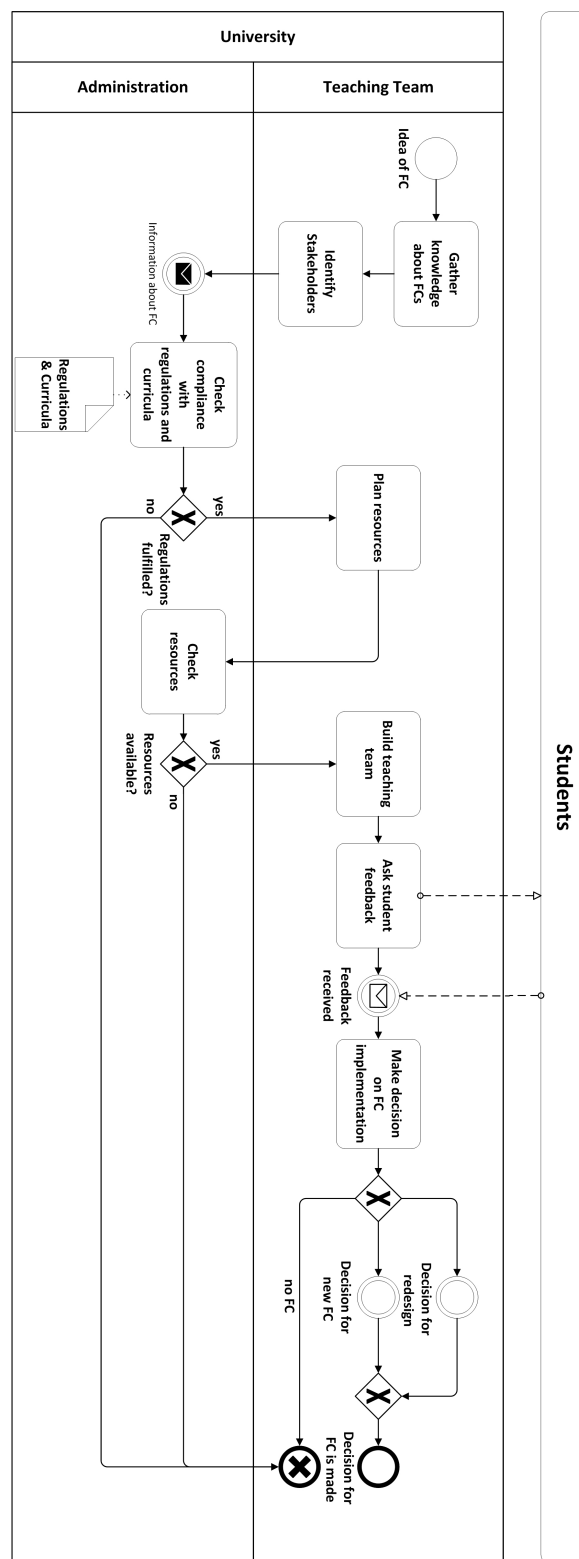 Students
University
Teaching Team
Administration
Idea of FC
Gather
knowledge
about FCs
Identify
Stakeholders
Information about FC
Check
compliance
with
regulations and
curricula
Regulations
& Curricula
yes
no
Regulations
fulfilled?
Plan resources
Check
resources
yes
no
Resources
available?
Build teaching
team
Ask student
feedback
Feedback
received
Make decision
on FC
implementation
Decision for
redesign
Decision for
new FC
no FC
Decision for
FC is made